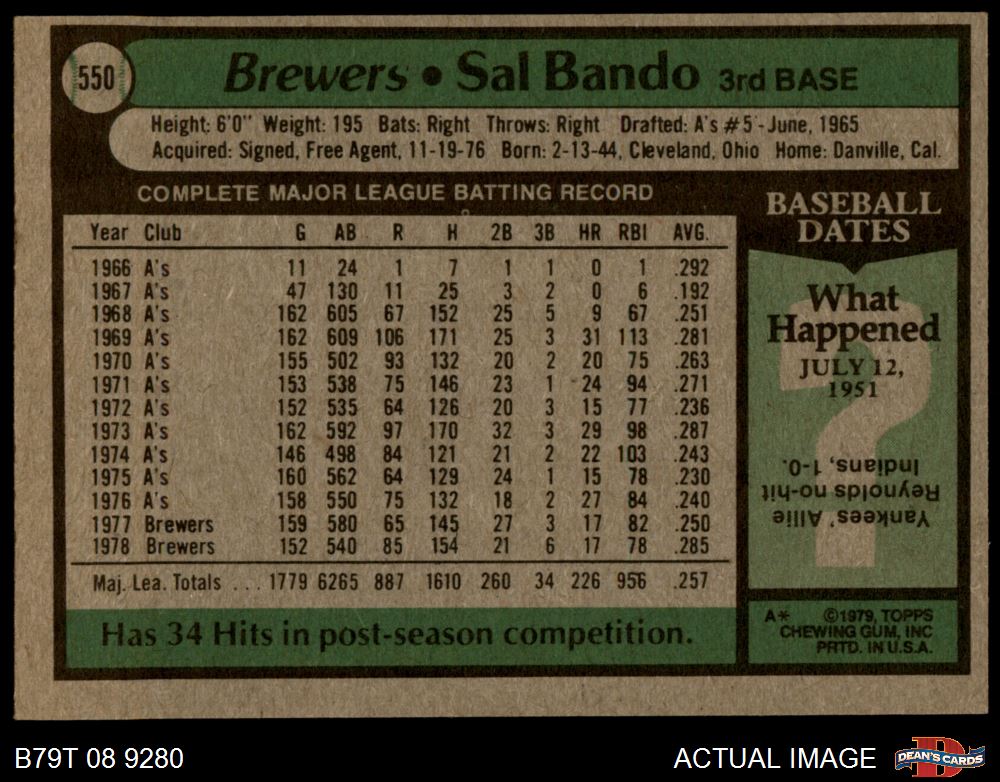 550
Brewers • Sal Bando 3rd BASE
Height: 6'0" Weight: 195 Bats: Right Throws: Right Drafted: A's #5-June, 1965
Acquired: Signed, Free Agent, 11-19-76 Born: 2-13-44, Cleveland, Ohio Home: Danville, Cal.
COMPLETE MAJOR LEAGUE BATTING RECORD
Year Club G AB R H 2B 3B HR RBI AVG.
1966 A's 11 24 1 7 1 1 0 1 .292
1967 A's 47 130 11 25 3 2 0 6 .192
1968 A's 162 605 67 152 25 5 9 67 .251
1969 A's 162 609 106 171 25 3 31 113 .281
1970 A's 155 502 93 132 20 2 20 75 .263
1971 A's 153 538 75 146 23 1 24 94 .271
1972 A's 152 535 64 126 20 3 15 77 .236
1973 A's 162 592 97 170 32 3 29 98 .287
1974 A's 146 498 84 121 21 2 22 103 .243
1975 A's 160 562 64 129 24 1 15 78 .230
1976 A's 158 550 75 132 18 2 27 84 .240
1977 Brewers 159 580 65 145 27 3 17 82 .250
1978 Brewers 152 540 85 154 21 6 17 78 .285
Maj. Lea. Totals ... 1779 6265 887 1610 260 34 226 956 .257
Has 34 Hits in post-season competition.
BASEBALL
DATES
What
Happened
JULY 12,
1951
Yankees' Allie
Reynolds no-hit
Indians, 1-0.
A* ©1979, TOPPS
CHEWING GUM, INC
PRTD. IN U.S.A.
B79T 08 9280
ACTUAL IMAGE
DEAN'S CARDS